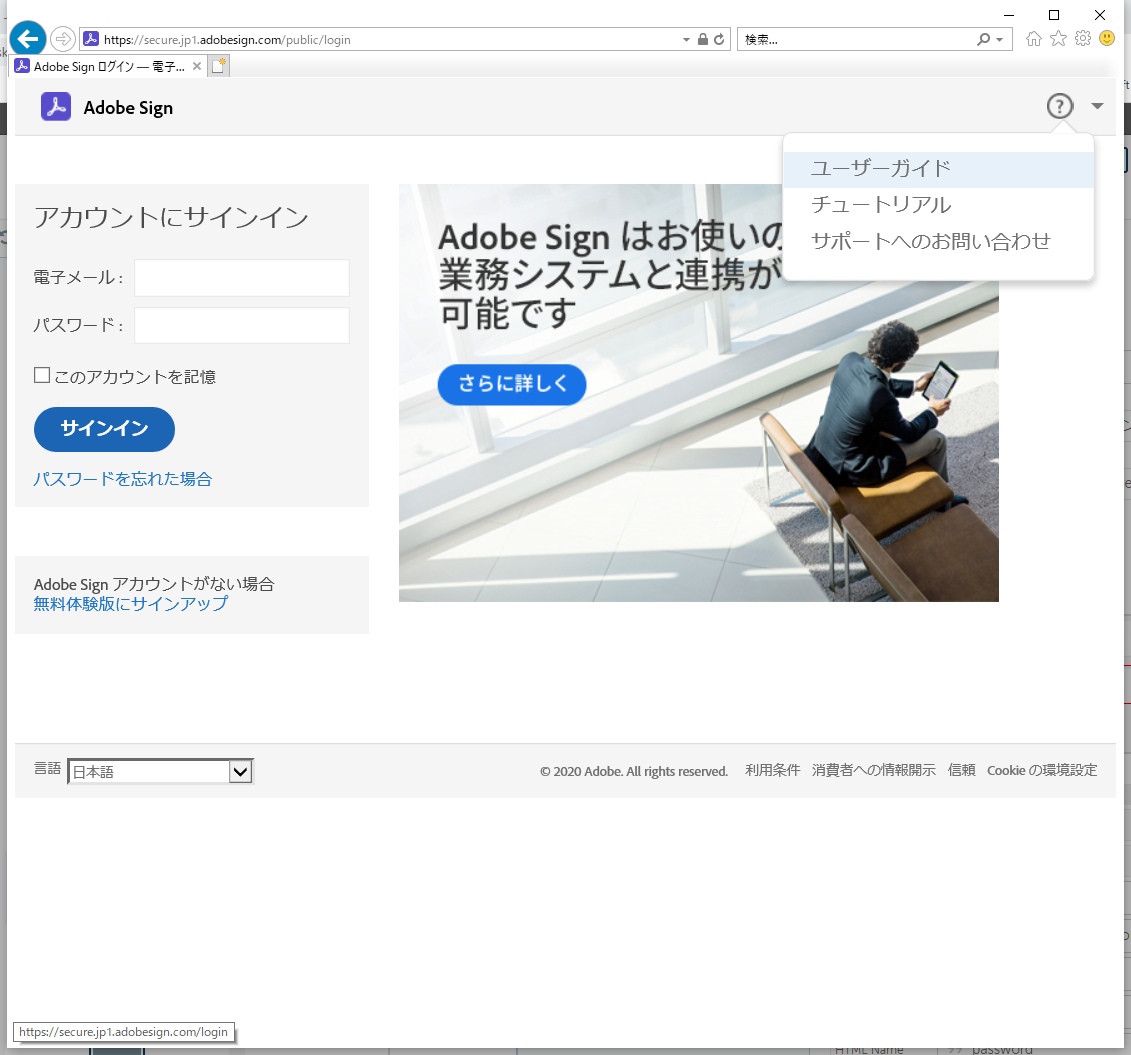 https://secure.jp1.adobesign.com/public/login
検索...
Adobe Sign ログイン — 電子...
Adobe Sign
?
ユーザーガイド
チュートリアル
サポートへのお問い合わせ
アカウントにサインイン
電子メール :
パスワード :
このアカウントを記憶
サインイン
パスワードを忘れた場合
Adobe Sign アカウントがない場合
無料体験版にサインアップ
Adobe Sign はお使いの
業務システムと連携が
可能です
さらに詳しく
言語 日本語
© 2020 Adobe. All rights reserved. 利用条件 消費者への情報開示 信頼 Cookie の環境設定
https://secure.jp1.adobesign.com/login
HTML Name
password